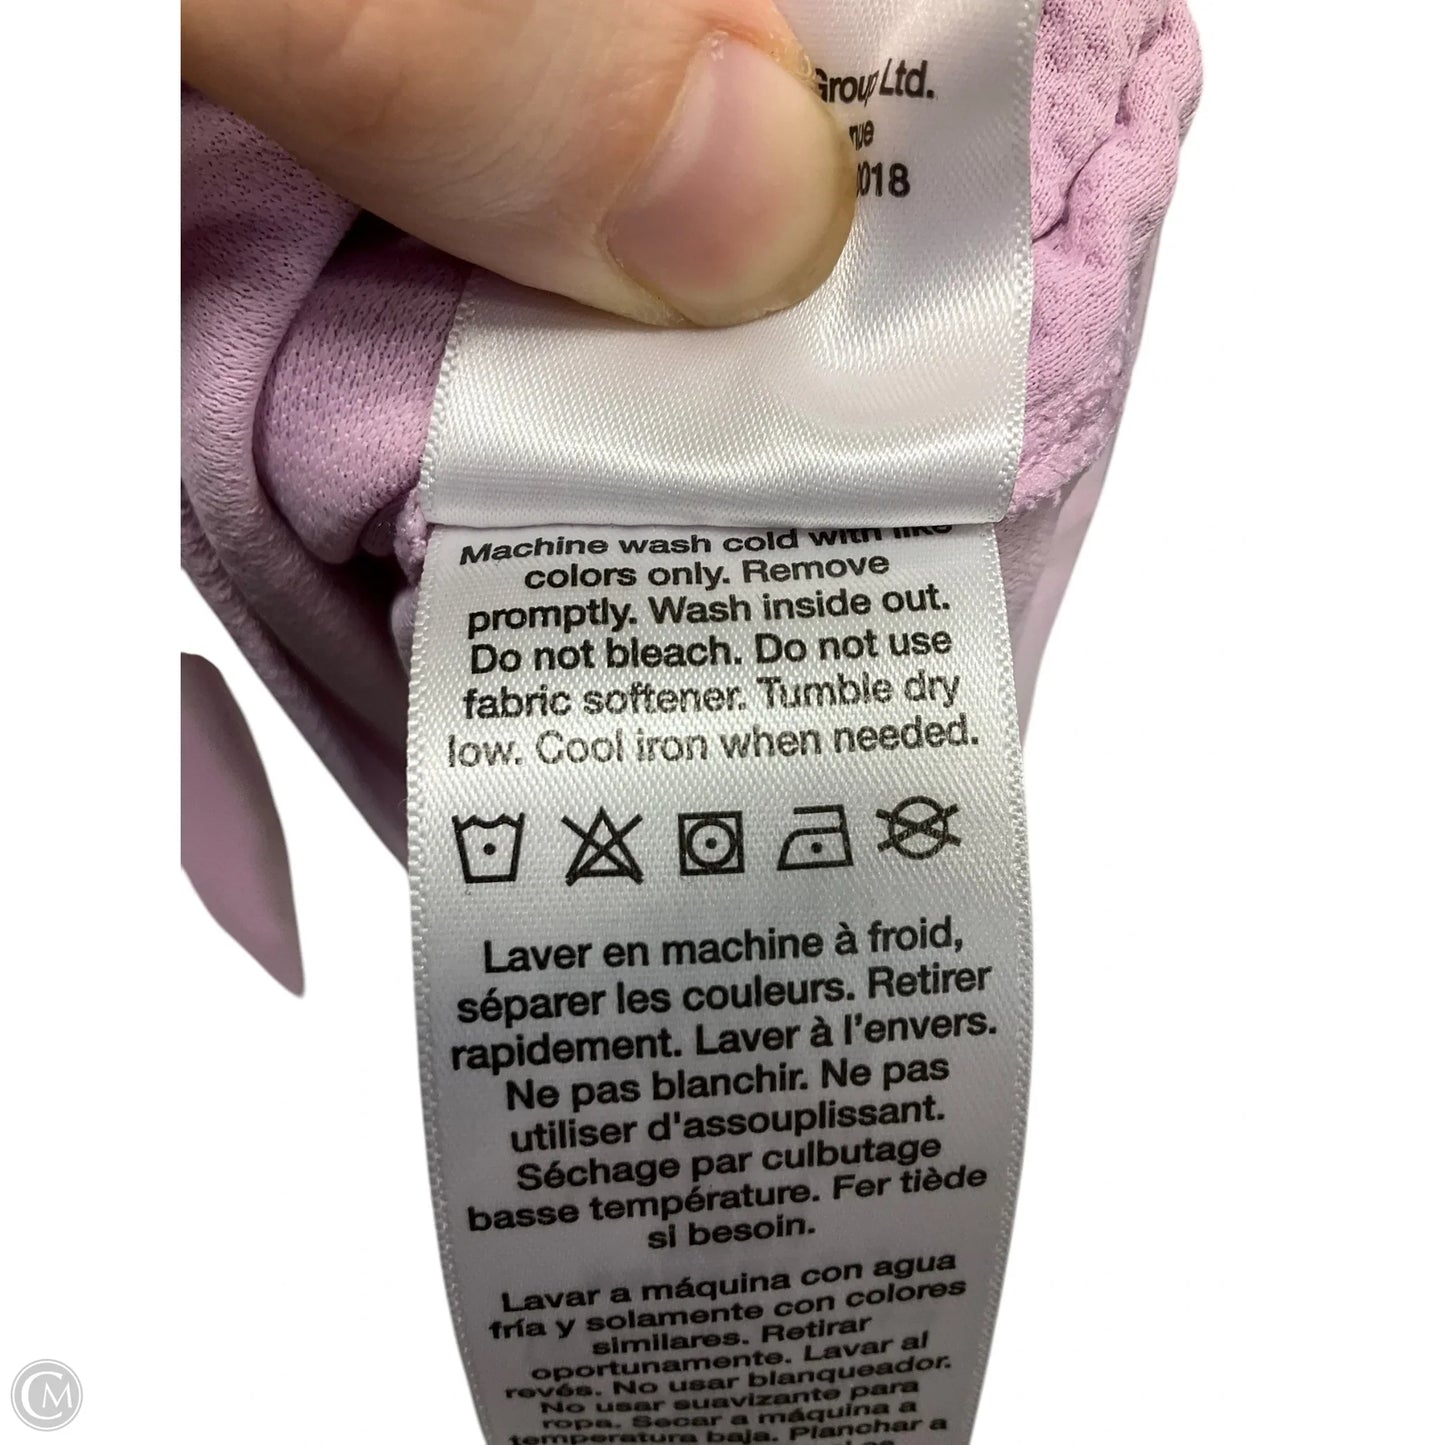 Group Ltd.
018
Machine wash cold with like
colors only. Remove
promptly. Wash inside out.
Do not bleach. Do not use
fabric softener. Tumble dry
low. Cool iron when needed.
Laver en machine à froid,
séparer les couleurs. Retirer
rapidement. Laver à l'envers.
Ne pas blanchir. Ne pas
utiliser d'assouplissant.
Séchage par culbutage
basse température. Fer tiède
si besoin.
Lavar a máquina con agua
fría y solamente con colores
similares. Retirar
oportunamente. Lavar al
revés. No usar blanqueador.
No usar suavizante para
ropa. Secar a máquina a
temperatura baja. Planchar a
CM